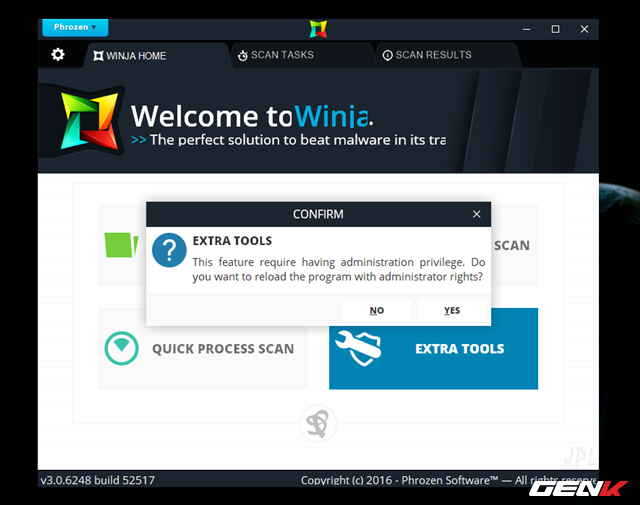 Phrozen
WINJA HOME
SCAN TASKS
SCAN RESULTS
Welcome to Winja.
>> The perfect solution to beat malware in its tra
SCAN
CONFIRM
EXTRA TOOLS
This feature require having administration privilege. Do
you want to reload the program with administrator rights?
NO
YES
QUICK PROCESS SCAN
EXTRA TOOLS
JPL
v3.0.6248 build 52517
Copyright (c) 2016 - Phrozen Software™ — All rights reserve
GENK